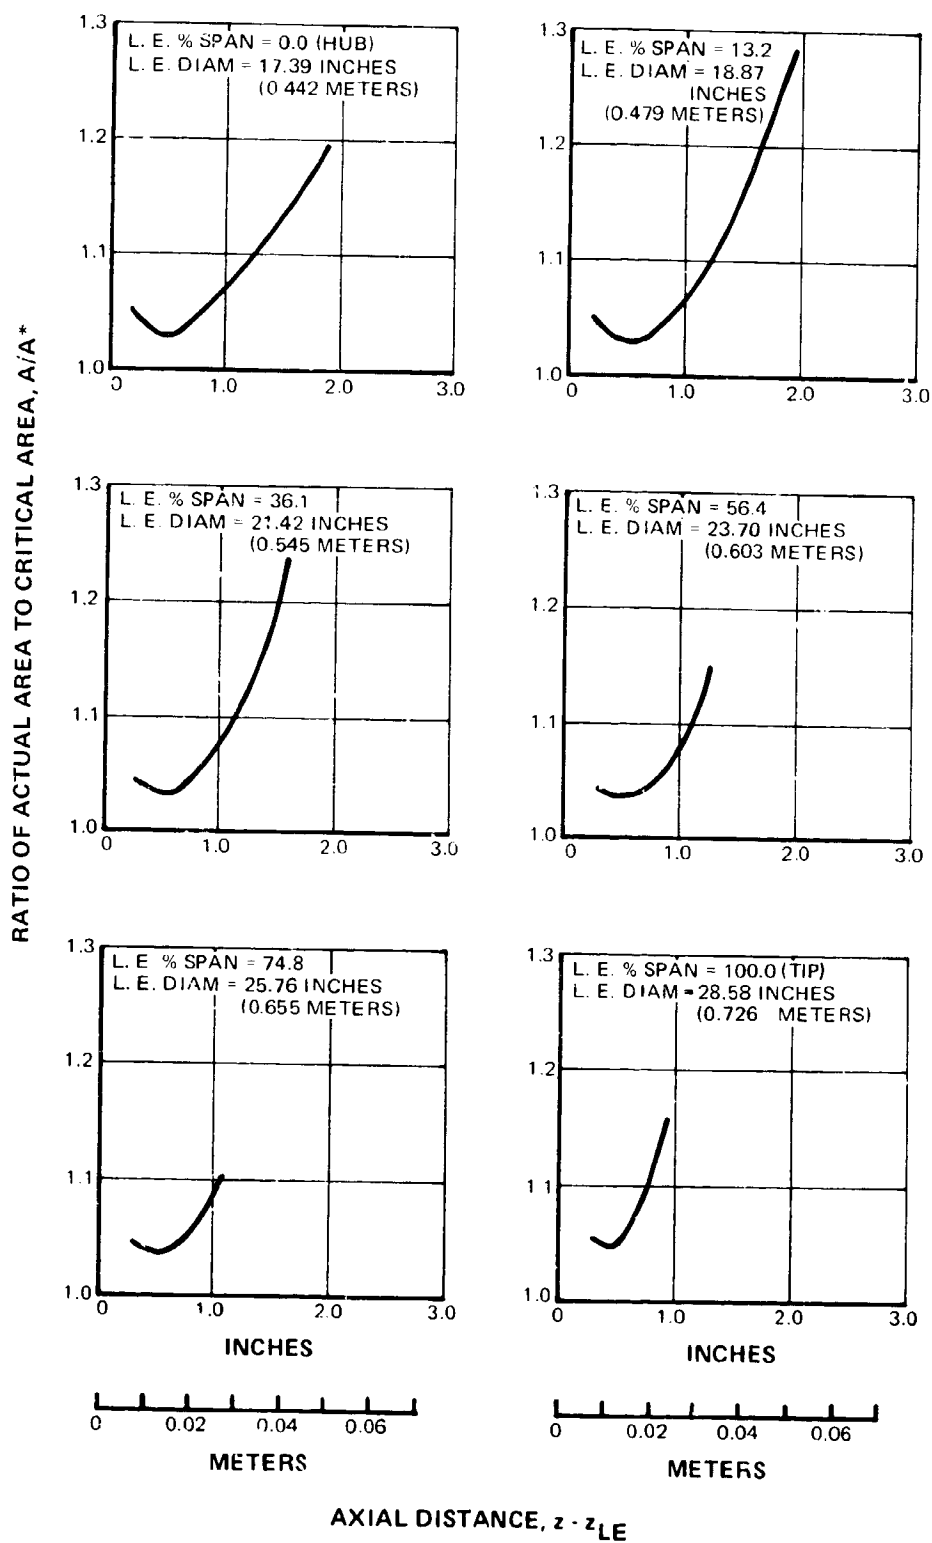 RATIO OF ACTUAL AREA TO CRITICAL AREA, A/A*
1.3
L. E. % SPAN = 0.0 (HUB)
L. E. DIAM = 17.39 INCHES
(0.442 METERS)
1.2
1.1
1.0
0 1.0 2.0 3.0
1.3
L. E. % SPAN = 13.2
L. E. DIAM = 18.87
INCHES
(0.479 METERS)
1.2
1.1
1.0
0 1.0 2.0 3.0
1.3
L. E. % SPAN = 36.1
L. E. DIAM = 21.42 INCHES
(0.545 METERS)
1.2
1.1
1.0
0 1.0 2.0 3.0
1.3
L. E. % SPAN = 56.4
L. E. DIAM = 23.70 INCHES
(0.603 METERS)
1.2
1.1
1.0
0 1.0 2.0 3.0
1.3
L. E % SPAN = 74.8
L. E. DIAM = 25.76 INCHES
(0.655 METERS)
1.2
1.1
1.0
0 1.0 2.0 3.0
INCHES
0 0.02 0.04 0.06
METERS
1.3
L. E. % SPAN = 100.0 (TIP)
L. E. DIAM = 28.58 INCHES
(0.726 METERS)
1.2
1.1
1.0
0 1.0 2.0 3.0
INCHES
0 0.02 0.04 0.06
METERS
AXIAL DISTANCE, z - zLE